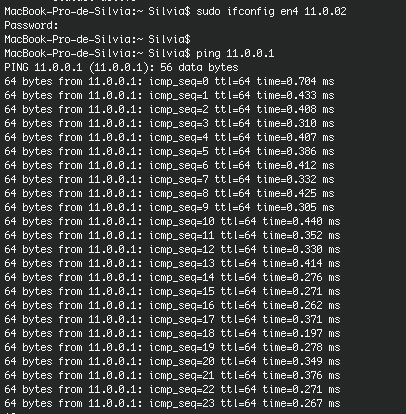 MacBook-Pro-de-Silvia:~ Silvia$ sudo ifconfig en4 11.0.02
Password:
MacBook-Pro-de-Silvia:~ Silvia$
MacBook-Pro-de-Silvia:~ Silvia$ ping 11.0.0.1
PING 11.0.0.1 (11.0.0.1): 56 data bytes
64 bytes from 11.0.0.1: icmp_seq=0 ttl=64 time=0.704 ms
64 bytes from 11.0.0.1: icmp_seq=1 ttl=64 time=0.433 ms
64 bytes from 11.0.0.1: icmp_seq=2 ttl=64 time=0.408 ms
64 bytes from 11.0.0.1: icmp_seq=3 ttl=64 time=0.310 ms
64 bytes from 11.0.0.1: icmp_seq=4 ttl=64 time=0.407 ms
64 bytes from 11.0.0.1: icmp_seq=5 ttl=64 time=0.386 ms
64 bytes from 11.0.0.1: icmp_seq=6 ttl=64 time=0.412 ms
64 bytes from 11.0.0.1: icmp_seq=7 ttl=64 time=0.332 ms
64 bytes from 11.0.0.1: icmp_seq=8 ttl=64 time=0.425 ms
64 bytes from 11.0.0.1: icmp_seq=9 ttl=64 time=0.305 ms
64 bytes from 11.0.0.1: icmp_seq=10 ttl=64 time=0.440 ms
64 bytes from 11.0.0.1: icmp_seq=11 ttl=64 time=0.352 ms
64 bytes from 11.0.0.1: icmp_seq=12 ttl=64 time=0.330 ms
64 bytes from 11.0.0.1: icmp_seq=13 ttl=64 time=0.414 ms
64 bytes from 11.0.0.1: icmp_seq=14 ttl=64 time=0.276 ms
64 bytes from 11.0.0.1: icmp_seq=15 ttl=64 time=0.271 ms
64 bytes from 11.0.0.1: icmp_seq=16 ttl=64 time=0.262 ms
64 bytes from 11.0.0.1: icmp_seq=17 ttl=64 time=0.371 ms
64 bytes from 11.0.0.1: icmp_seq=18 ttl=64 time=0.197 ms
64 bytes from 11.0.0.1: icmp_seq=19 ttl=64 time=0.278 ms
64 bytes from 11.0.0.1: icmp_seq=20 ttl=64 time=0.349 ms
64 bytes from 11.0.0.1: icmp_seq=21 ttl=64 time=0.376 ms
64 bytes from 11.0.0.1: icmp_seq=22 ttl=64 time=0.271 ms
64 bytes from 11.0.0.1: icmp_seq=23 ttl=64 time=0.267 ms